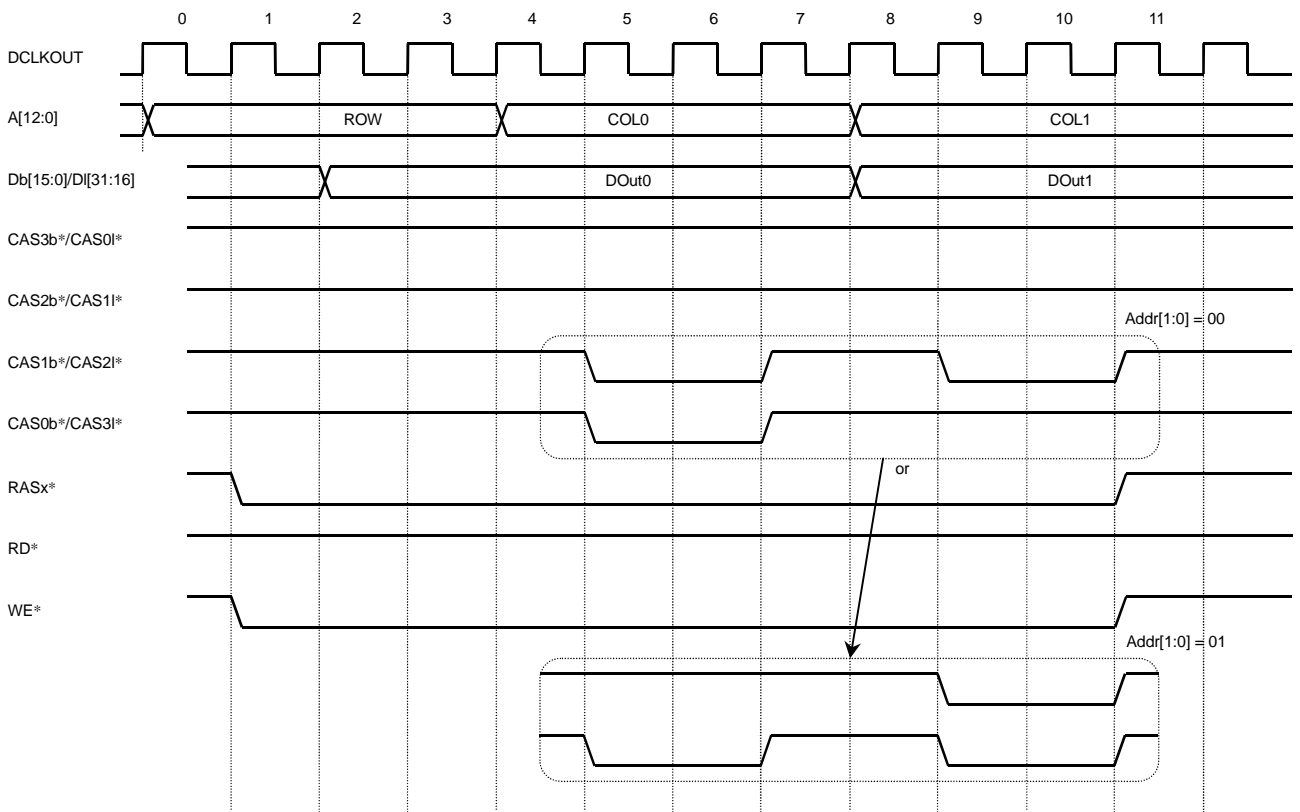 0 1 2 3 4 5 6 7 8 9 10 11
DCLKOUT
A[12:0] ROW COL0 COL1
Db[15:0]/Dl[31:16] DOut0 DOut1
CAS3b*/CAS0l*
CAS2b*/CAS1l*
Addr[1:0] = 00
CAS1b*/CAS2l*
CAS0b*/CAS3l*
or
RASx*
RD*
WE*
Addr[1:0] = 01